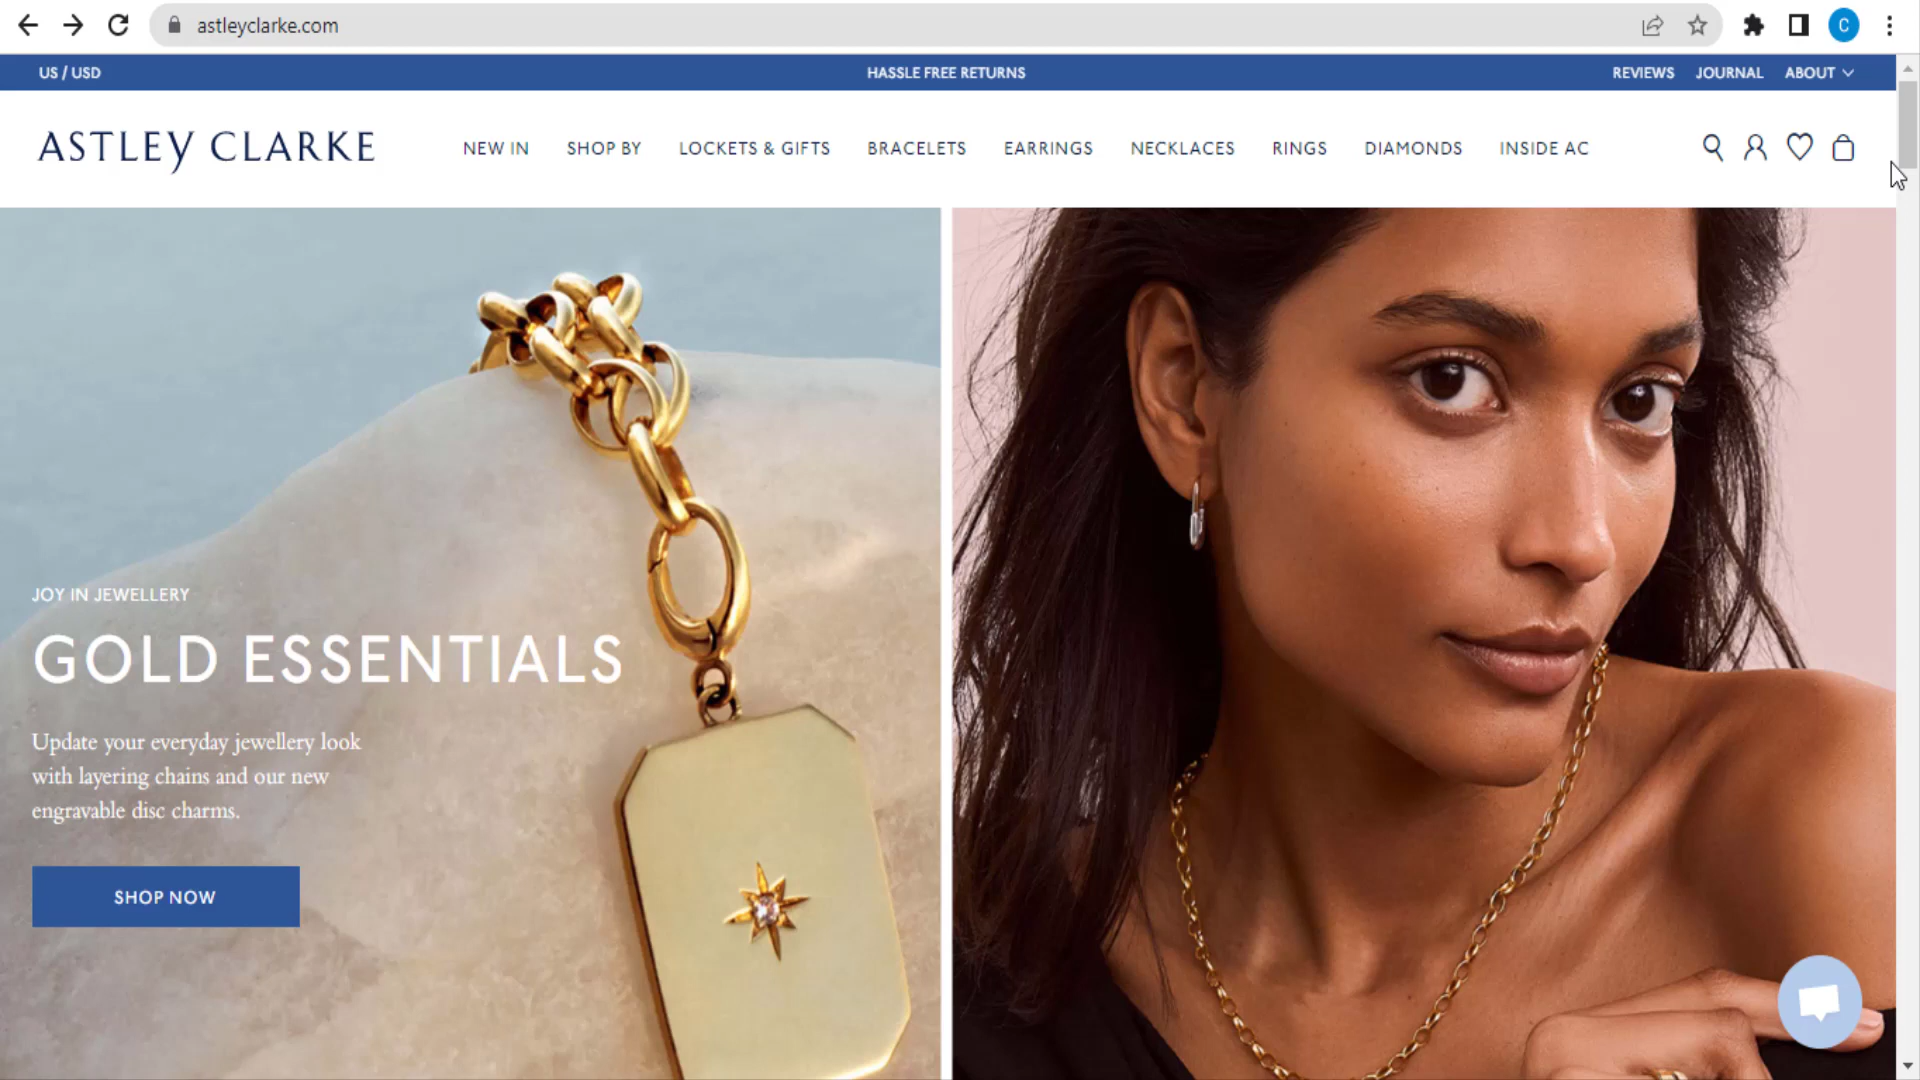 astleyclarke.com
C
US / USD
HASSLE FREE RETURNS
REVIEWS
JOURNAL
ABOUT
ASTLEY CLARKE
NEW IN
SHOP BY
LOCKETS & GIFTS
BRACELETS
EARRINGS
NECKLACES
RINGS
DIAMONDS
INSIDE AC
JOY IN JEWELLERY
GOLD ESSENTIALS
Update your everyday jewellery look
with layering chains and our new
engravable disc charms.
SHOP NOW